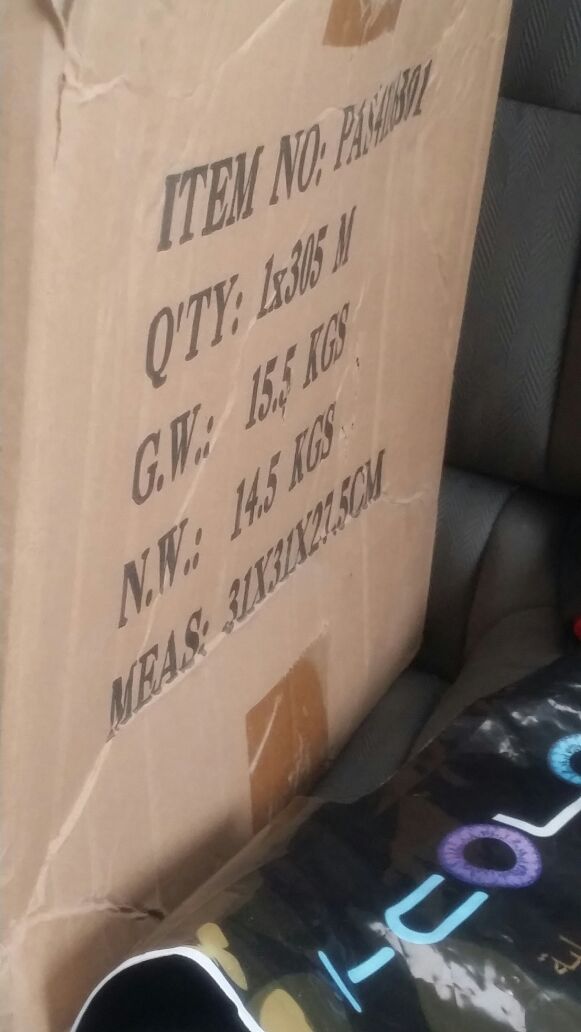 ITEM NO:
Q'TY: 1x305 M
G.W.: 15.5 KGS
N.W.: 14.5 KGS
MEAS: 31X31X27.5CM